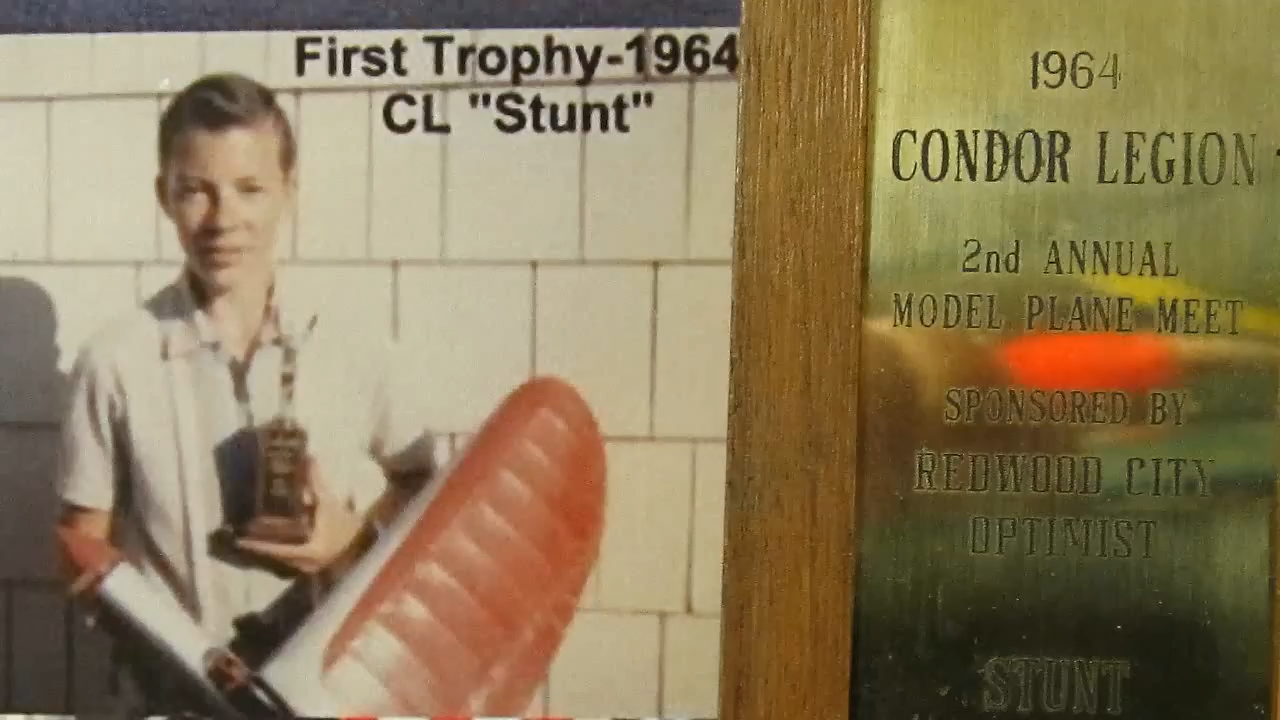 First Trophy-1964
CL "Stunt"
1964
CONDOR LEGION
2nd ANNUAL
MODEL PLANE MEET
SPONSORED BY
REDWOOD CITY
OPTIMIST
STUNT